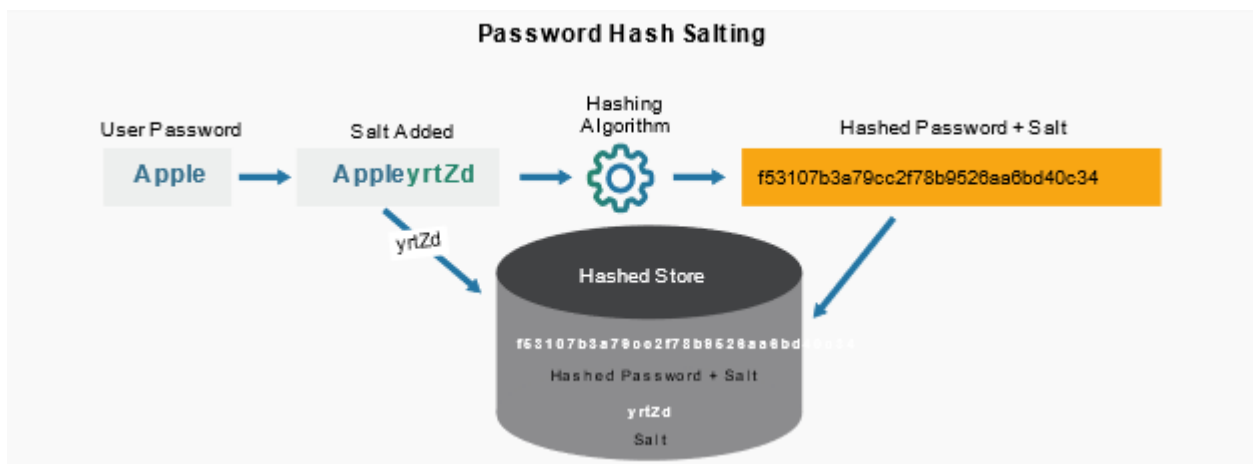 Password Hash Salting
Hashing
Algorithm
User Password
Salt Added
Hashed Password + Salt
Apple
AppleyrtZd
f53107b3a79cc2f78b9526aa6bd40c34
yrtZd
Hashed Store
Hashed Password + Salt
yrtZd
Salt